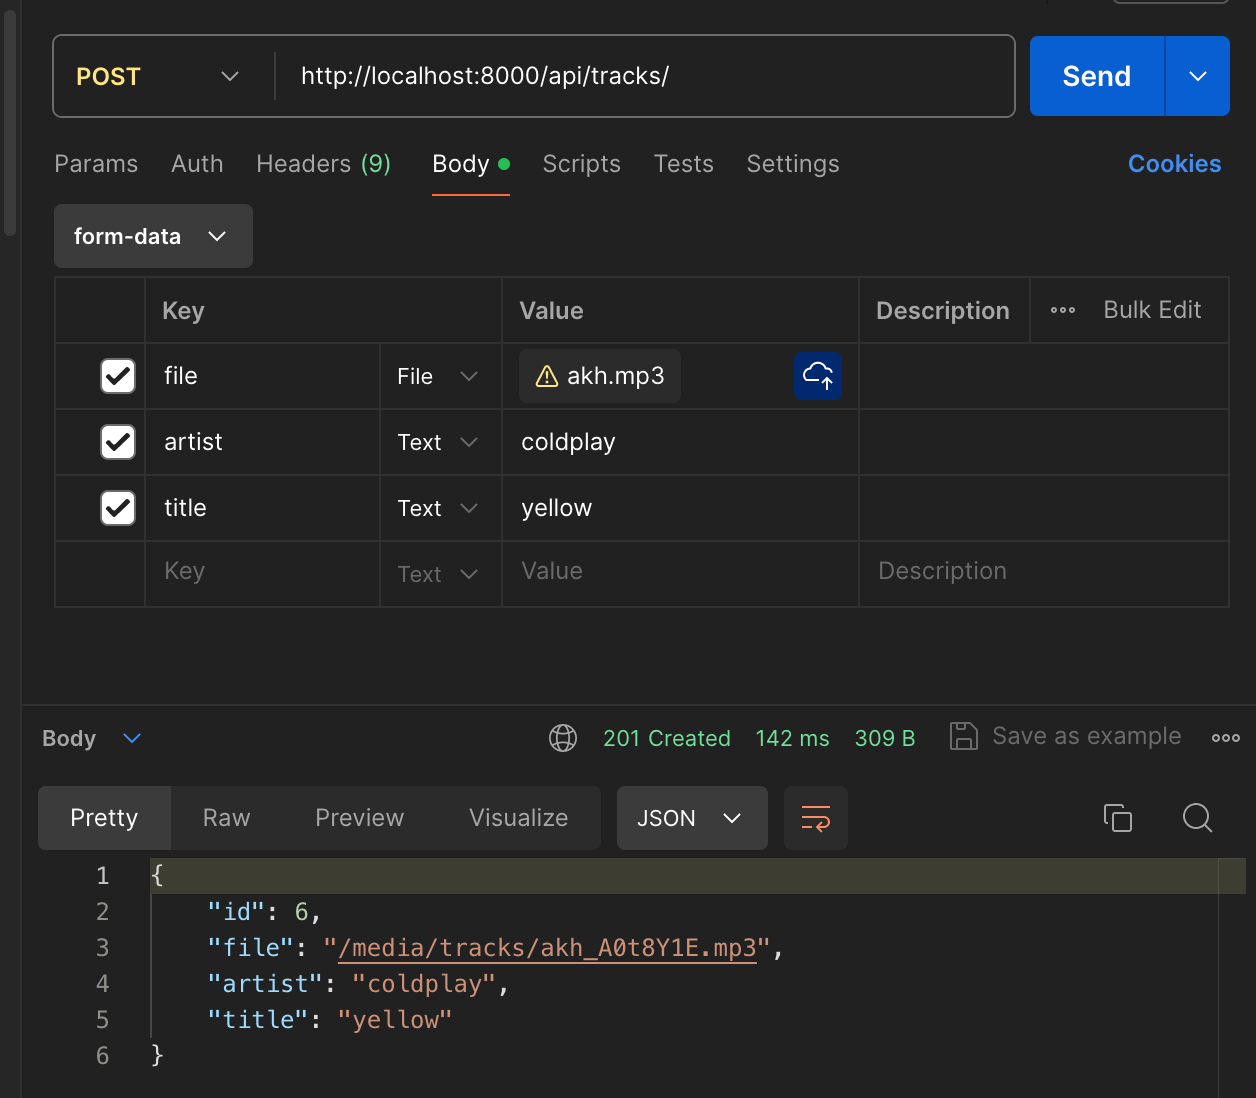 POST http://localhost:8000/api/tracks/ Send
Params Auth Headers (9) Body Scripts Tests Settings Cookies
form-data
Key Value Description Bulk Edit
file File akh.mp3
artist Text coldplay
title Text yellow
Key Text Value Description
Body 201 Created 142 ms 309 B Save as example
Pretty Raw Preview Visualize JSON
1 {
2 "id": 6,
3 "file": "/media/tracks/akh_A0t8Y1E.mp3",
4 "artist": "coldplay",
5 "title": "yellow"
6 }